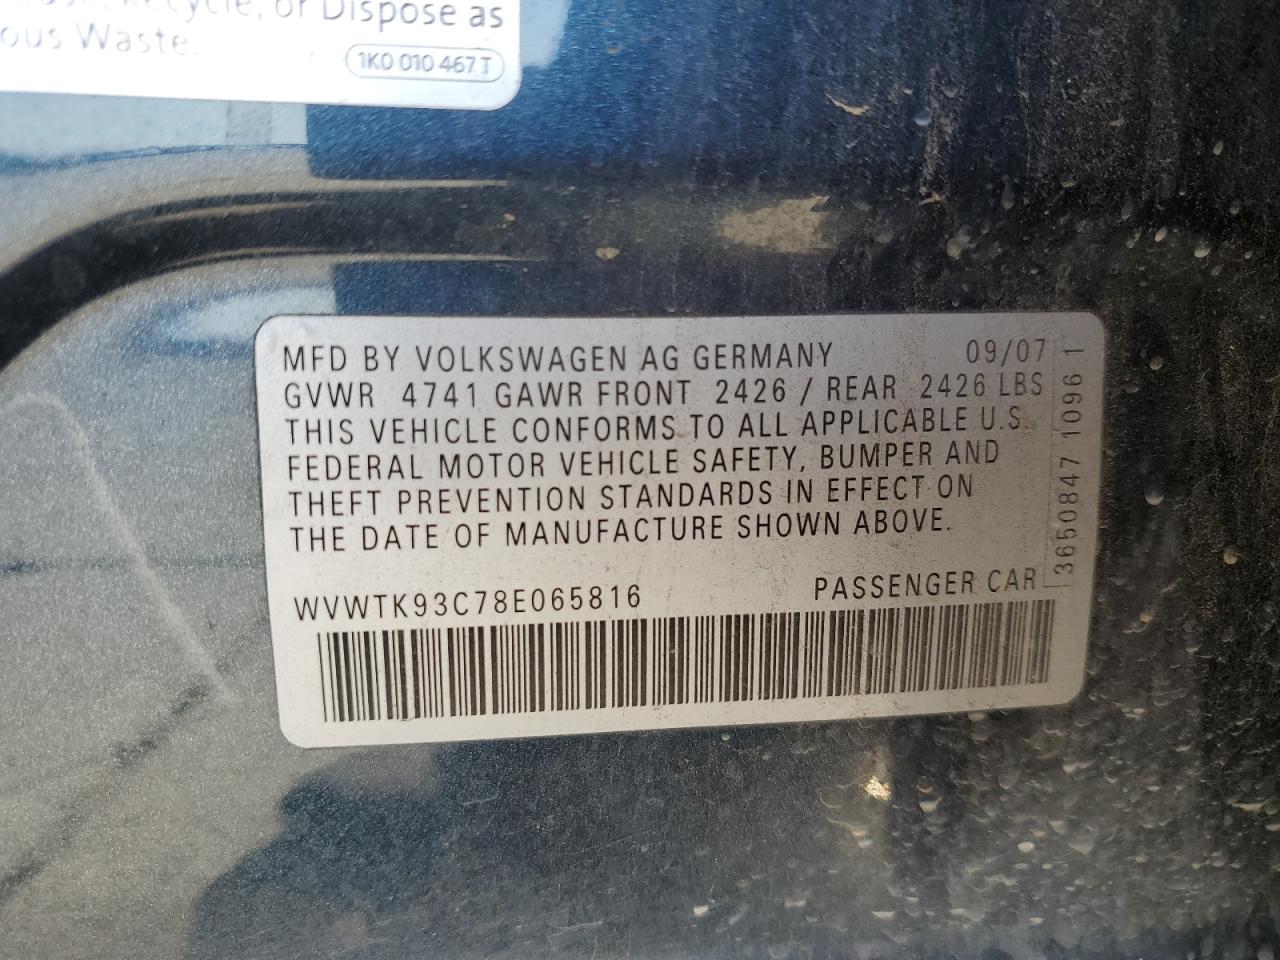 Recycle, or Dispose as
ous Waste.
1K0 010 467 T
MFD BY VOLKSWAGEN AG GERMANY 09/07
GVWR 4741 GAWR FRONT 2426 / REAR 2426 LBS
THIS VEHICLE CONFORMS TO ALL APPLICABLE U.S.
FEDERAL MOTOR VEHICLE SAFETY, BUMPER AND
THEFT PREVENTION STANDARDS IN EFFECT ON
THE DATE OF MANUFACTURE SHOWN ABOVE.
WVWTK93C78E065816 PASSENGER CAR
3650847 1096 1